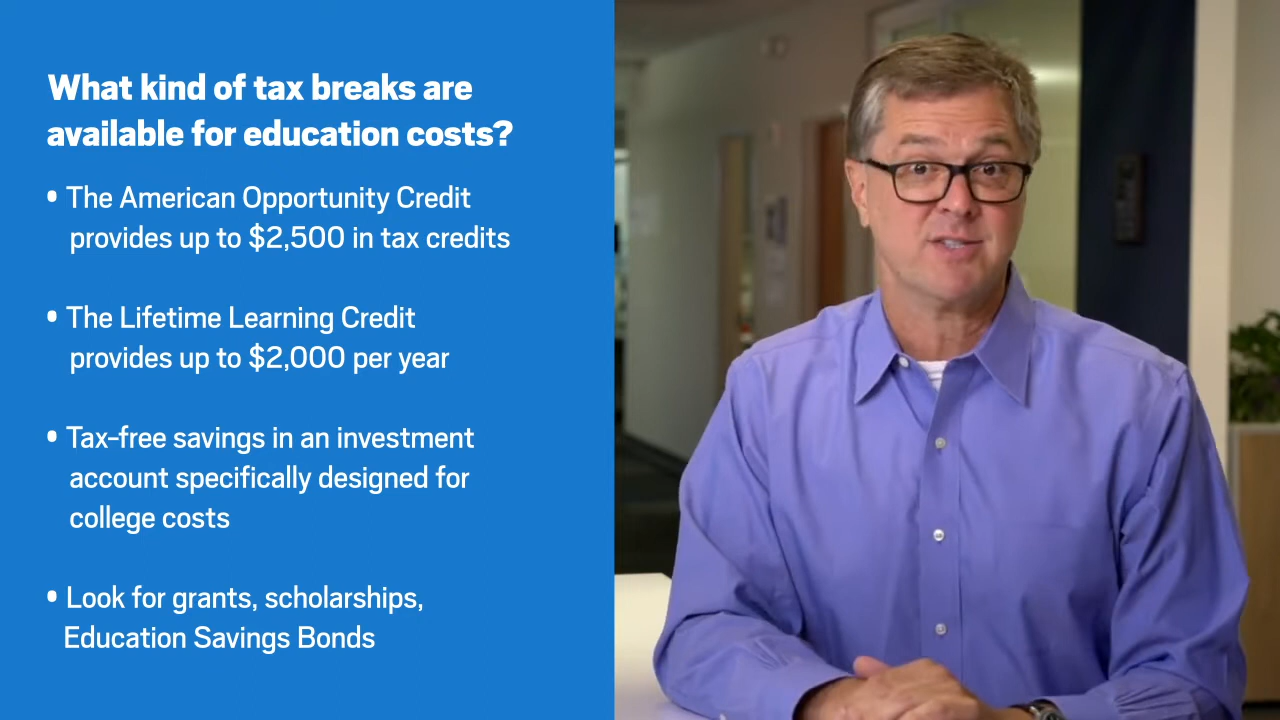 What kind of tax breaks are
available for education costs?
• The American Opportunity Credit
provides up to $2,500 in tax credits
• The Lifetime Learning Credit
provides up to $2,000 per year
• Tax-free savings in an investment
account specifically designed for
college costs
• Look for grants, scholarships,
Education Savings Bonds